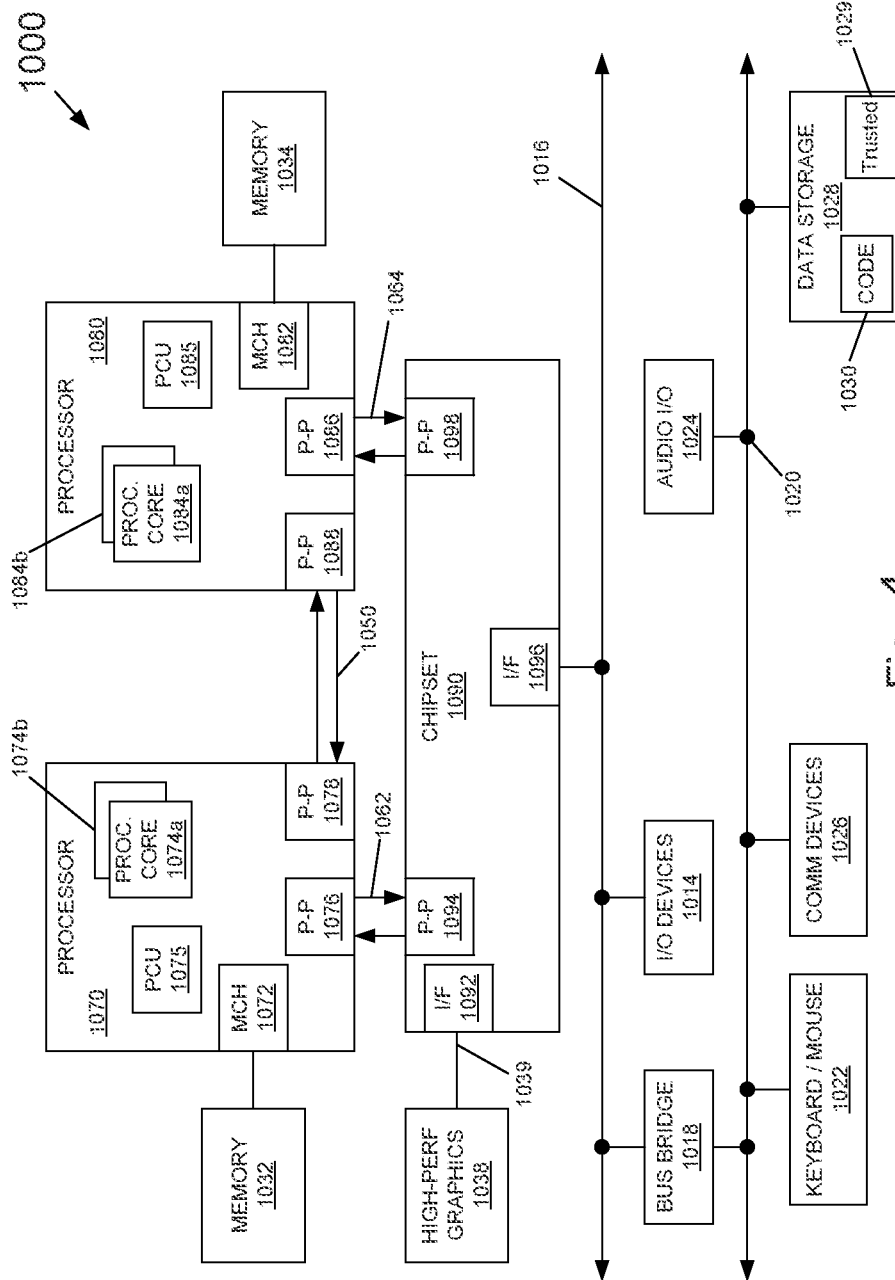 1000
PROCESSOR
1070
PCU
1075
PROC.
CORE
1074a
1074b
MCH
1072
P-P
1076
P-P
1078
MEMORY
1032
1050
PROCESSOR
1080
PROC.
CORE
1084a
1084b
PCU
1085
MCH
1082
P-P
1088
P-P
1086
MEMORY
1034
1062
1064
HIGH-PERF
GRAPHICS
1038
1039
I/F
1092
P-P
1094
CHIPSET
1090
P-P
1098
I/F
1096
1016
BUS BRIDGE
1018
I/O DEVICES
1014
AUDIO I/O
1024
1020
KEYBOARD / MOUSE
1022
COMM DEVICES
1026
DATA STORAGE
1028
CODE
1030
Trusted
1029